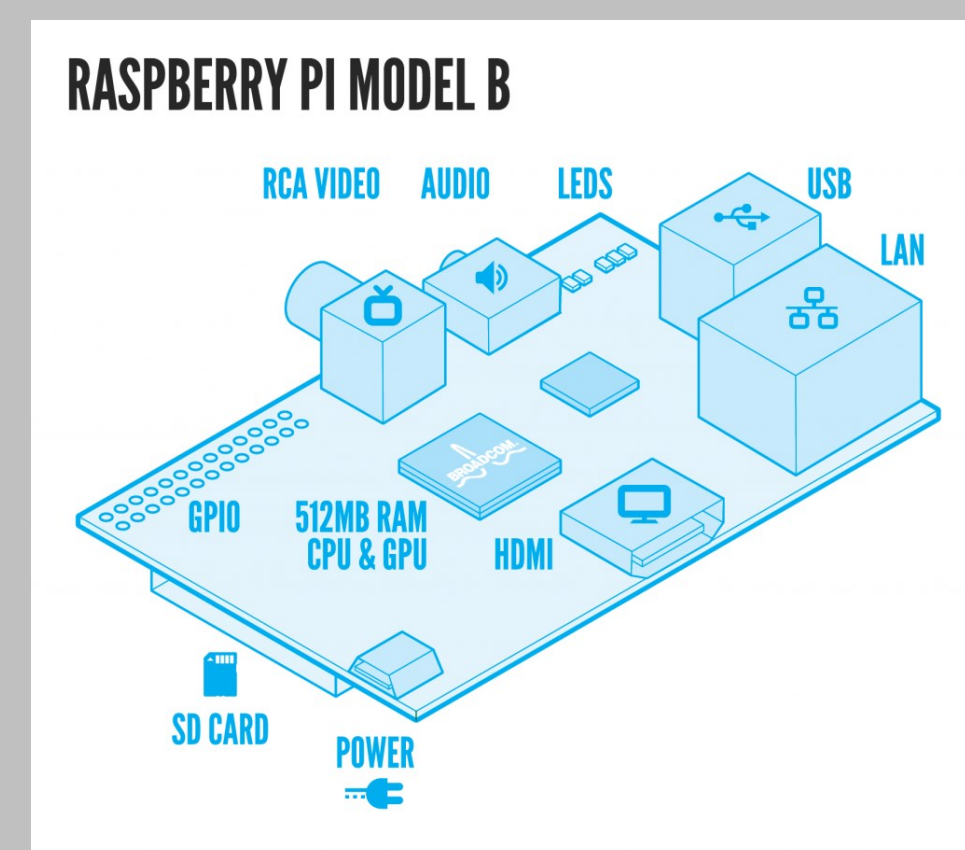 RASPBERRY PI MODEL B
RCA VIDEO
AUDIO
LEDS
USB
LAN
BROADCOM
GPIO
512MB RAM
CPU & GPU
HDMI
SD CARD
POWER